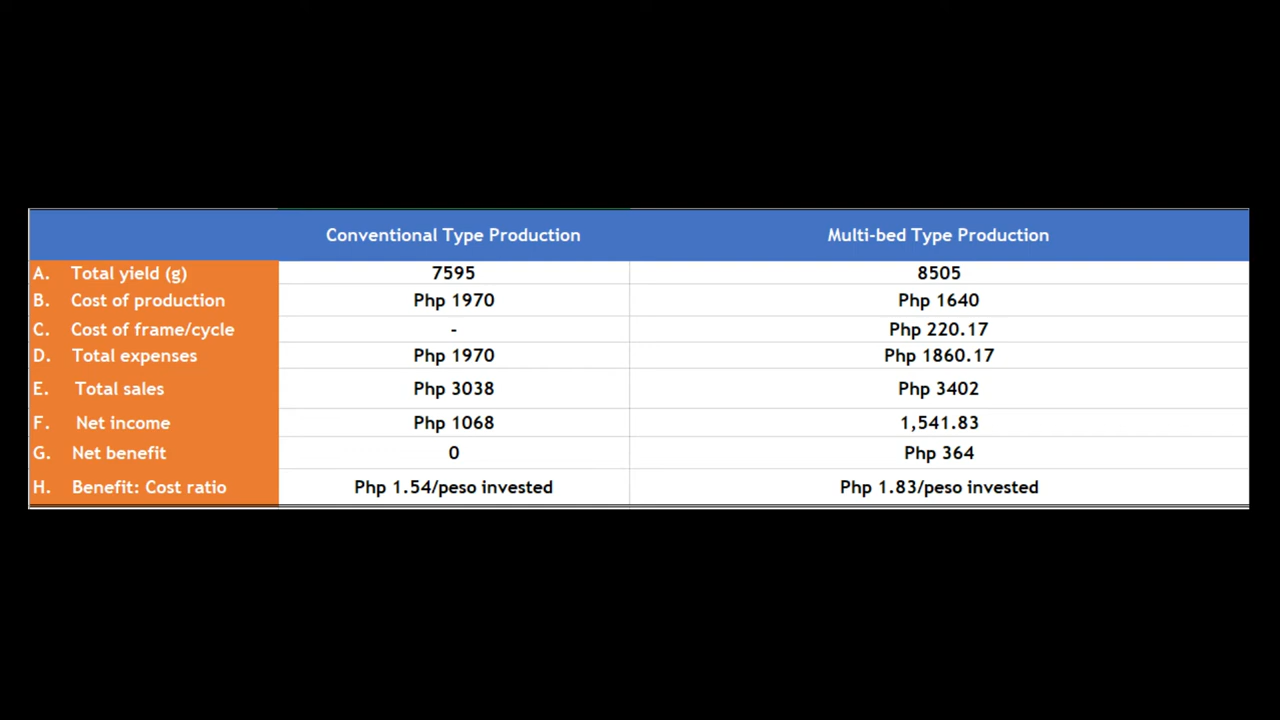 Conventional Type Production Multi-bed Type Production
A. Total yield (g) 7595 8505
B. Cost of production Php 1970 Php 1640
C. Cost of frame/cycle - Php 220.17
D. Total expenses Php 1970 Php 1860.17
E. Total sales Php 3038 Php 3402
F. Net income Php 1068 1,541.83
G. Net benefit 0 Php 364
H. Benefit: Cost ratio Php 1.54/peso invested Php 1.83/peso invested